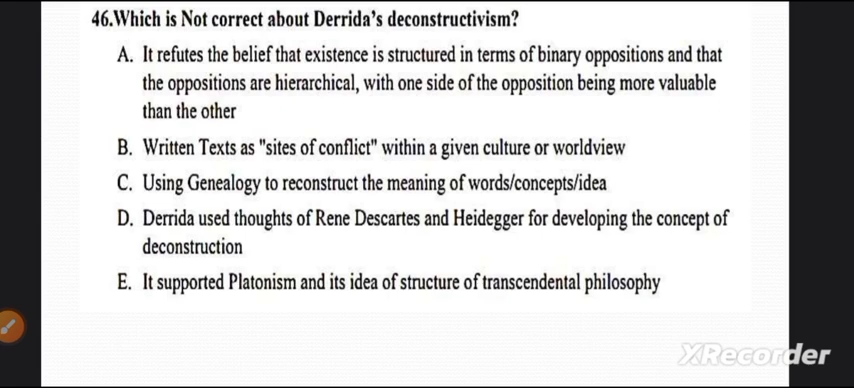 46.Which is Not correct about Derrida's deconstructivism?
A. It refutes the belief that existence is structured in terms of binary oppositions and that
the oppositions are hierarchical, with one side of the opposition being more valuable
than the other
B. Written Texts as "sites of conflict" within a given culture or worldview
C. Using Genealogy to reconstruct the meaning of words/concepts/idea
D. Derrida used thoughts of Rene Descartes and Heidegger for developing the concept of
deconstruction
E. It supported Platonism and its idea of structure of transcendental philosophy
XRecorder